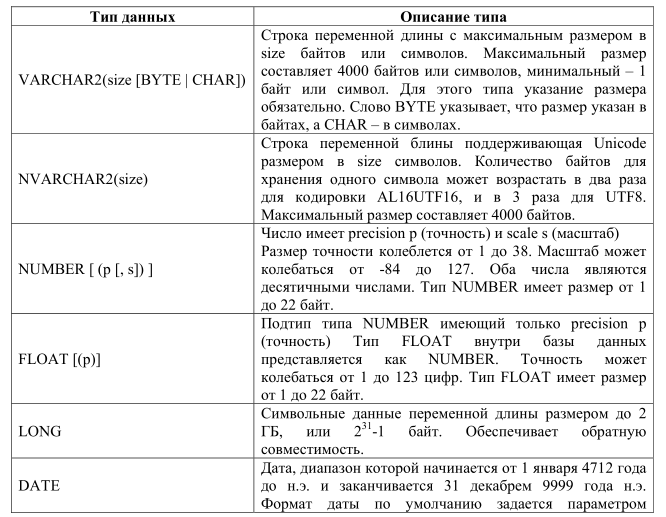 Тип данных
Описание типа
VARCHAR2(size [BYTE | CHAR])
Строка переменной длины с максимальным размером в
size байтов или символов. Максимальный размер
составляет 4000 байтов или символов, минимальный – 1
байт или символ. Для этого типа указание размера
обязательно. Слово BYTE указывает, что размер указан в
байтах, а CHAR – в символах.
NVARCHAR2(size)
Строка переменной блины поддерживающая Unicode
размером в size символов. Количество байтов для
хранения одного символа может возрастать в два раза
для кодировки AL16UTF16, и в 3 раза для UTF8.
Максимальный размер составляет 4000 байтов.
NUMBER [ (p [, s]) ]
Число имеет precision p (точность) и scale s (масштаб)
Размер точности колеблется от 1 до 38. Масштаб может
колебаться от -84 до 127. Оба числа являются
десятичными числами. Тип NUMBER имеет размер от 1
до 22 байт.
FLOAT [(p)]
Подтип типа NUMBER имеющий только precision p
(точность) Тип FLOAT внутри базы данных
представляется как NUMBER. Точность может
колебаться от 1 до 123 цифр. Тип FLOAT имеет размер
от 1 до 22 байт.
LONG
Символьные данные переменной длины размером до 2
ГБ, или 2^31-1 байт. Обеспечивает обратную
совместимость.
DATE
Дата, диапазон которой начинается от 1 января 4712 года
до н.э. и заканчивается 31 декабрем 9999 года н.э.
Формат даты по умолчанию задается параметром